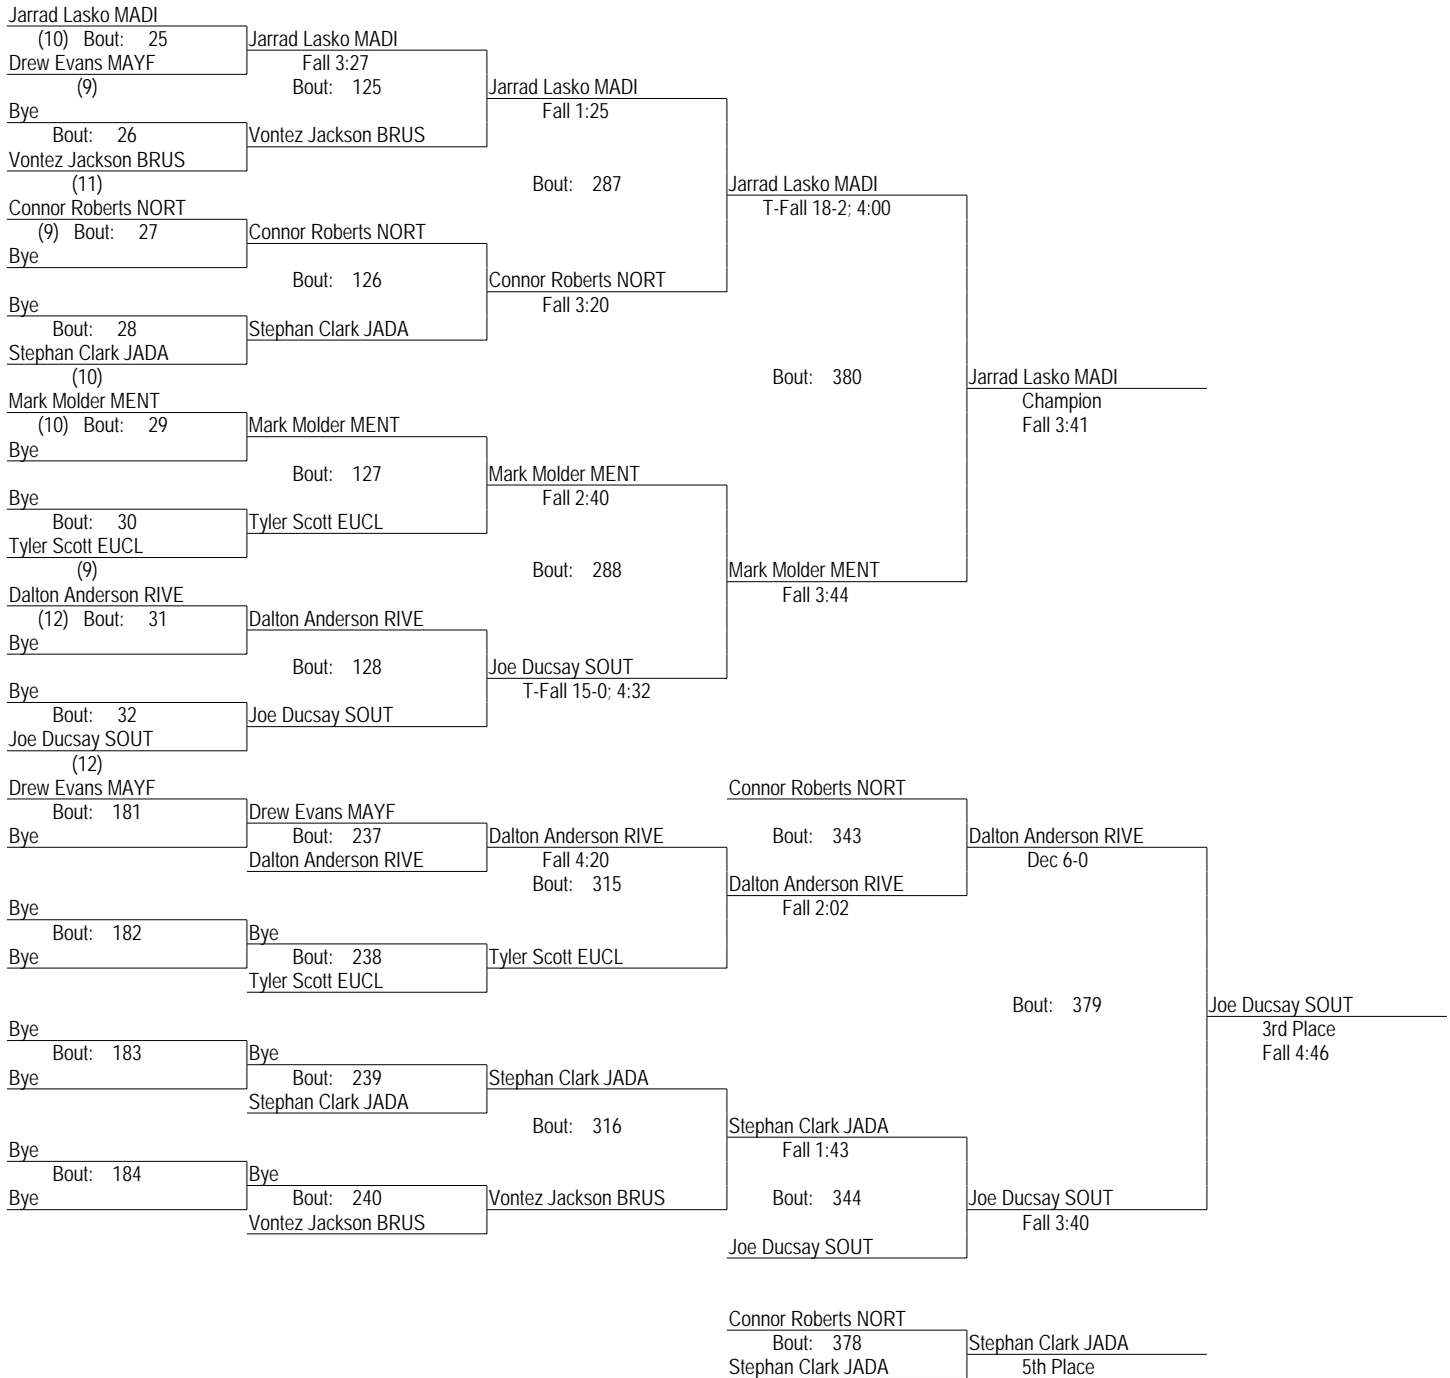 Jarrad Lasko MADI
(10) Bout: 25 Jarrad Lasko MADI
Drew Evans MAYF Fall 3:27
(9) Bout: 125 Jarrad Lasko MADI
Bye Fall 1:25
Bout: 26 Vontez Jackson BRUS
Vontez Jackson BRUS
(11) Bout: 287 Jarrad Lasko MADI
Connor Roberts NORT T-Fall 18-2; 4:00
(9) Bout: 27 Connor Roberts NORT
Bye
Bout: 126 Connor Roberts NORT
Bye Fall 3:20
Bout: 28 Stephan Clark JADA
Stephan Clark JADA
(10) Bout: 380 Jarrad Lasko MADI
Mark Molder MENT Champion
(10) Bout: 29 Mark Molder MENT Fall 3:41
Bye
Bout: 127 Mark Molder MENT
Bye Fall 2:40
Bout: 30 Tyler Scott EUCL
Tyler Scott EUCL
(9) Bout: 288 Mark Molder MENT
Dalton Anderson RIVE Fall 3:44
(12) Bout: 31 Dalton Anderson RIVE
Bye
Bout: 128 Joe Ducsay SOUT
Bye T-Fall 15-0; 4:32
Bout: 32 Joe Ducsay SOUT
Joe Ducsay SOUT
(12)
Drew Evans MAYF Connor Roberts NORT
Bout: 181 Drew Evans MAYF
Bye Bout: 237 Dalton Anderson RIVE Bout: 343 Dalton Anderson RIVE
Dalton Anderson RIVE Fall 4:20 Dec 6-0
Bout: 315 Dalton Anderson RIVE
Bye Fall 2:02
Bout: 182 Bye
Bye Bout: 238 Tyler Scott EUCL
Tyler Scott EUCL
Bout: 379 Joe Ducsay SOUT
Bye 3rd Place
Bout: 183 Bye Fall 4:46
Bye Bout: 239 Stephan Clark JADA
Stephan Clark JADA
Bout: 316 Stephan Clark JADA
Bye Fall 1:43
Bout: 184 Bye
Bye Bout: 240 Vontez Jackson BRUS Bout: 344 Joe Ducsay SOUT
Vontez Jackson BRUS Fall 3:40
Joe Ducsay SOUT
Connor Roberts NORT
Bout: 378 Stephan Clark JADA
Stephan Clark JADA 5th Place